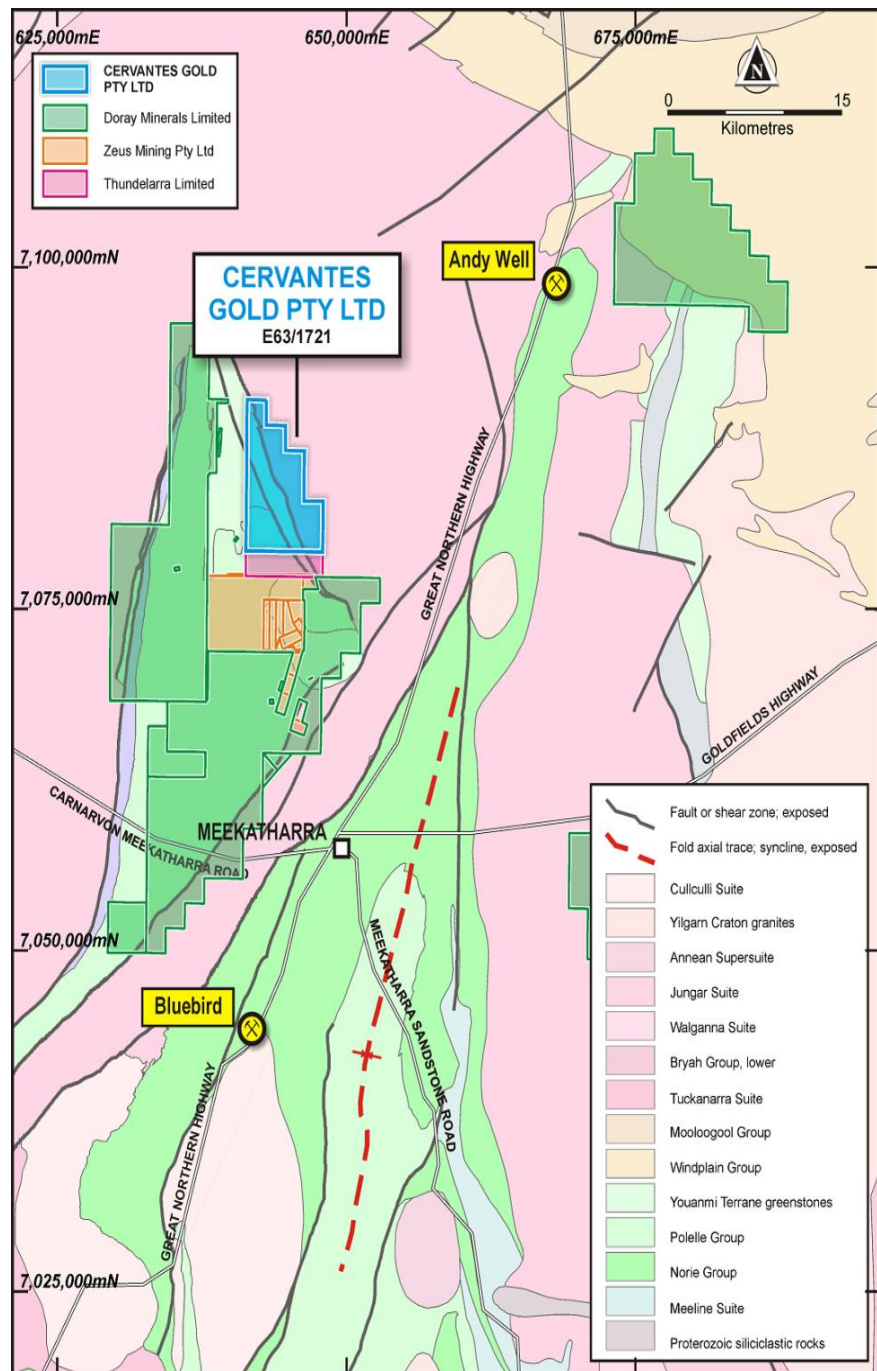 625,000mE
650,000mE
675,000mE
CERVANTES GOLD
PTY LTD
Doray Minerals Limited
Zeus Mining Pty Ltd
Thundelarra Limited
N
0
15
Kilometres
7,100,000mN
Andy Well
CERVANTES
GOLD PTY LTD
E63/1721
GREAT NORTHERN HIGHWAY
7,075,000mN
GOLDFIELDS HIGHWAY
CARNARVON MEEKATHARRA ROAD
MEEKATHARRA
7,050,000mN
MEEKATHARRA SANDSTONE ROAD
Bluebird
GREAT NORTHERN HIGHWAY
7,025,000mN
Fault or shear zone; exposed
Fold axial trace; syncline, exposed
Cullculli Suite
Yilgarn Craton granites
Annean Supersuite
Jungar Suite
Walganna Suite
Bryah Group, lower
Tuckanarra Suite
Mooloogool Group
Windplain Group
Youanmi Terrane greenstones
Polelle Group
Norie Group
Meeline Suite
Proterozoic siliciclastic rocks